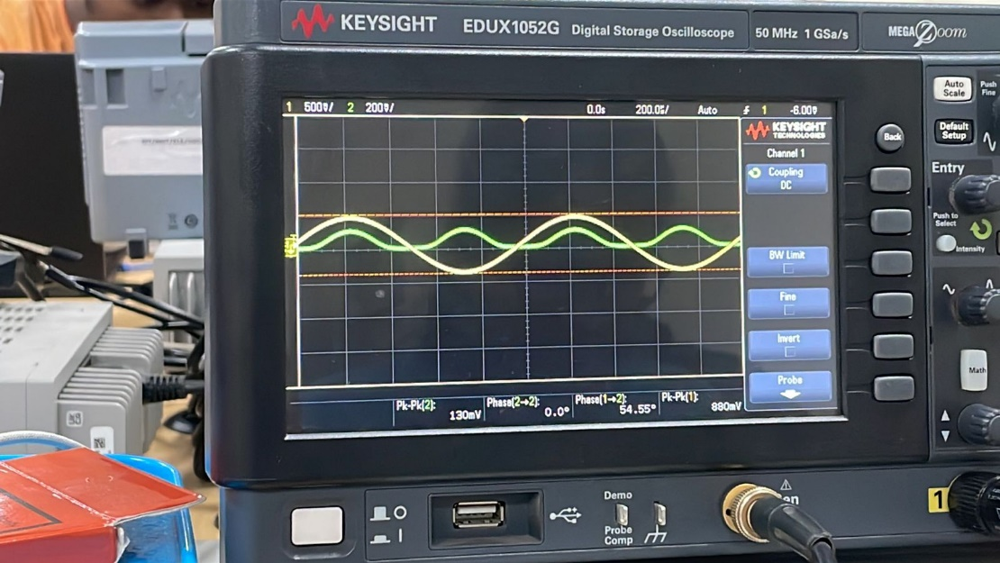 KEYSIGHT EDUX1052G Digital Storage Oscilloscope 50 MHz 1 GSa/s MEGA Zoom
1 500V/ 2 200V/ 0.0s 200.0s/ Auto 1 -6.00V
KEYSIGHT
TECHNOLOGIES
Channel 1
Coupling
DC
BW Limit
Fine
Invert
Probe
Pk-Pk(2):
130mV
Phase(2→2):
0.0°
Phase(1→2):
54.55°
Pk-Pk(1):
880mV
Back
Auto
Scale
Push
Fine
Default
Setup
Entry
Push to
Select
Intensity
Math
Demo
Probe
Comp
en
1